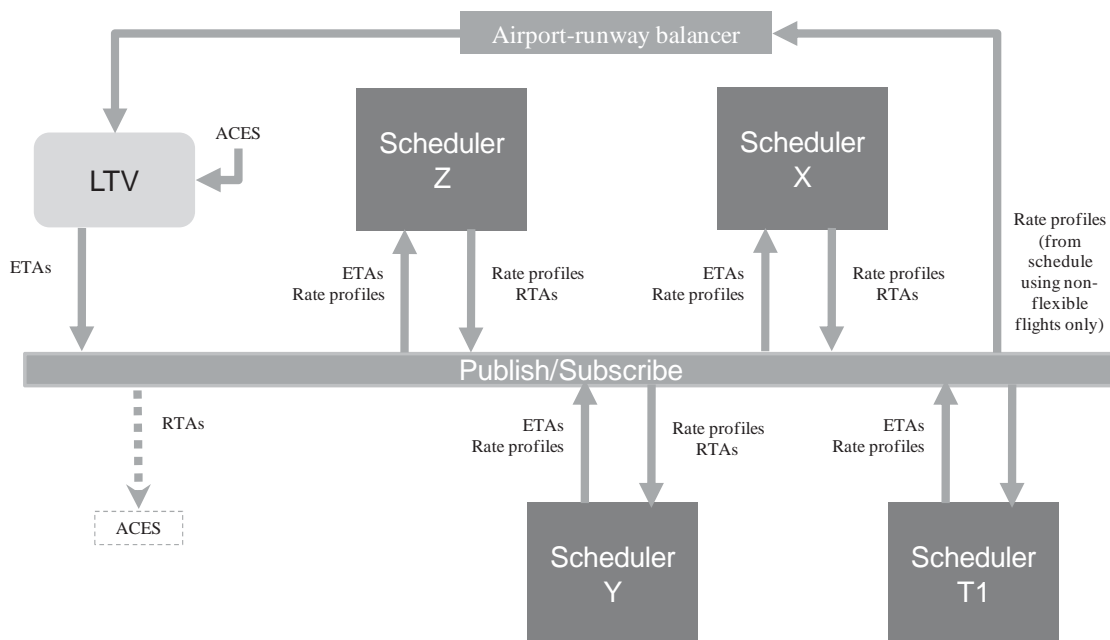 Airport-runway balancer
ACES
LTV
Scheduler
Z
Scheduler
X
ETAs
ETAs
Rate profiles
Rate profiles
RTAs
ETAs
Rate profiles
Rate profiles
RTAs
Rate profiles
(from
schedule
using non-
flexible
flights only)
Publish/Subscribe
RTAs
ETAs
Rate profiles
Rate profiles
RTAs
ETAs
Rate profiles
ACES
Scheduler
Y
Scheduler
T1